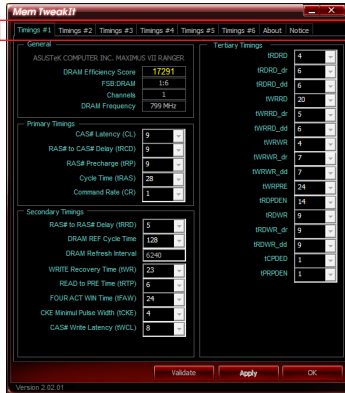 Mem TweakIt
Timings #1 Timings #2 Timings #3 Timings #4 Timings #5 Timings #6 About Notice
General
ASUSTeK COMPUTER INC. MAXIMUS VII RANGER
DRAM Efficiency Score 17291
FSB:DRAM 1:6
Channels 1
DRAM Frequency 799 MHz
Primary Timings
CAS# Latency (CL) 9
RAS# to CAS# Delay (tRCD) 9
RAS# Precharge (tRP) 9
Cycle Time (tRAS) 28
Command Rate (CR) 1
Secondary Timings
RAS# to RAS# Delay (tRRD) 5
DRAM REF Cycle Time 128
DRAM Refresh Interval 6240
WRITE Recovery Time (tWR) 23
READ to PRE Time (tRTP) 6
FOUR ACT WIN Time (tFAW) 24
CKE Minimul Pulse Width (tCKE) 4
CAS# Write Latency (tWCL) 8
Tertiary Timings
tRDRD 4
tRDRD_dr 6
tRDRD_dd 6
tWRRD 20
tWRRD_dr 5
tWRRD_dd 6
tWRWR 4
tWRWR_dr 7
tWRWR_dd 7
tWRPRE 24
tRDPDEN 14
tRDWR 9
tRDWR_dr 9
tRDWR_dd 9
tCPDED 1
tPRPDEN 1
Validate Apply OK
Version 2.02.01